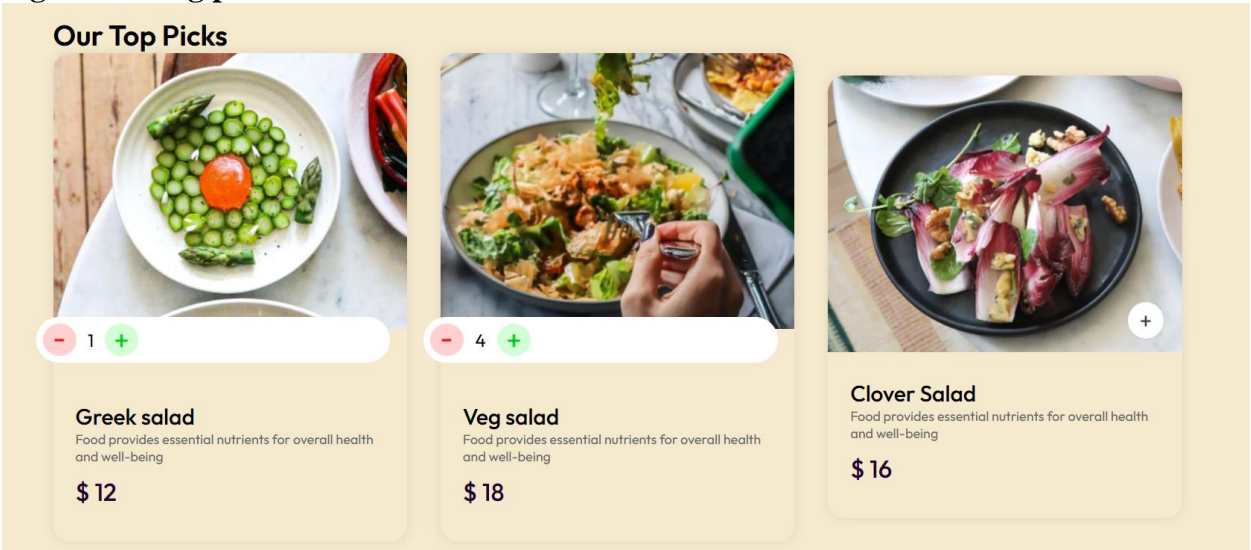 Our Top Picks
1
4
Greek salad
Food provides essential nutrients for overall health
and well-being
$ 12
Veg salad
Food provides essential nutrients for overall health
and well-being
$ 18
+
Clover Salad
Food provides essential nutrients for overall health
and well-being
$ 16